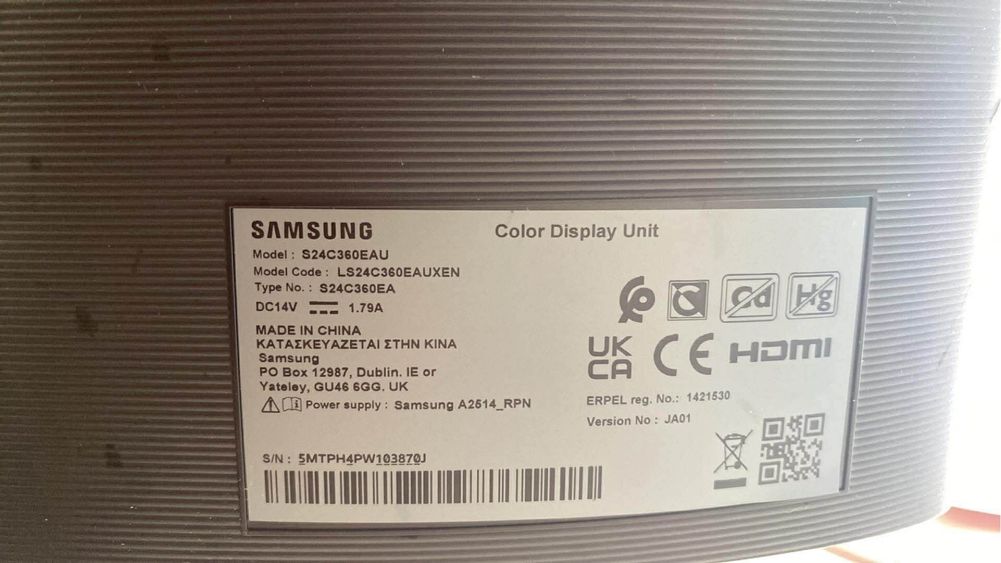 SAMSUNG
Color Display Unit
Model : S24C360EAU
Model Code : LS24C360EAUXEN
Type No. : S24C360EA
DC14V 1.79A
MADE IN CHINA
ΚΑΤΑΣΚΕΥΑΖΕΤΑΙ ΣΤΗΝ ΚΙΝΑ
Samsung
PO Box 12987, Dublin. IE or
Yateley, GU46 6GG. UK
Power supply : Samsung A2514_RPN
S/N : 5MTPH4PW103870J
Cd Hg
UK
CA CE HDMI
ERPEL reg. No.: 1421530
Version No : JA01